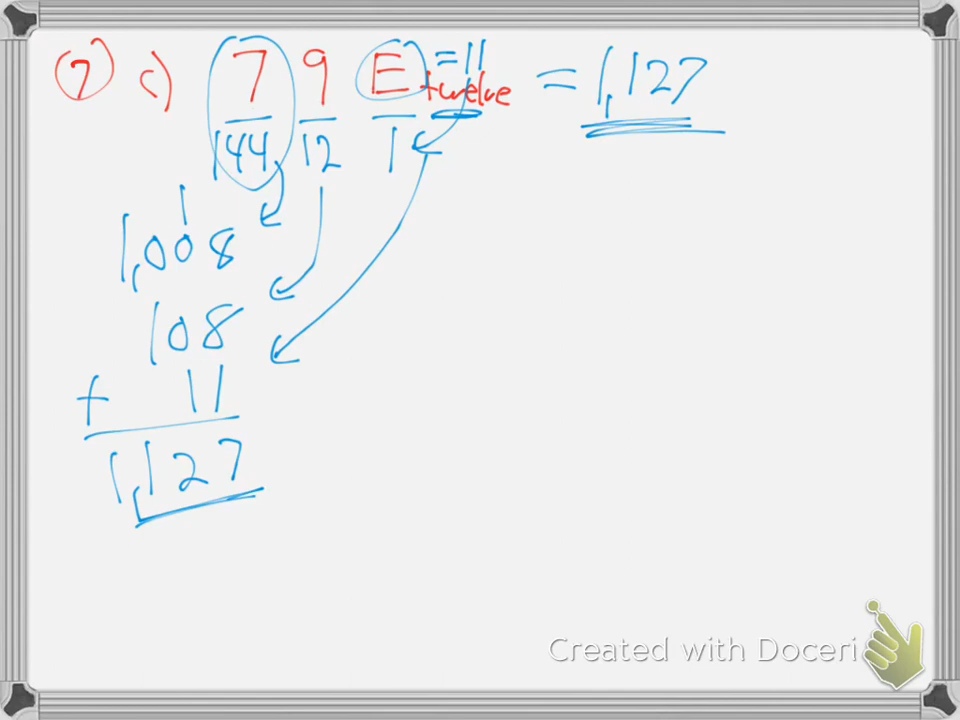 7 c) 7 9 E = 11 twelve = 1,127
144 12 1
1
1,008
108
+ 11
1,127
Created with Doceri